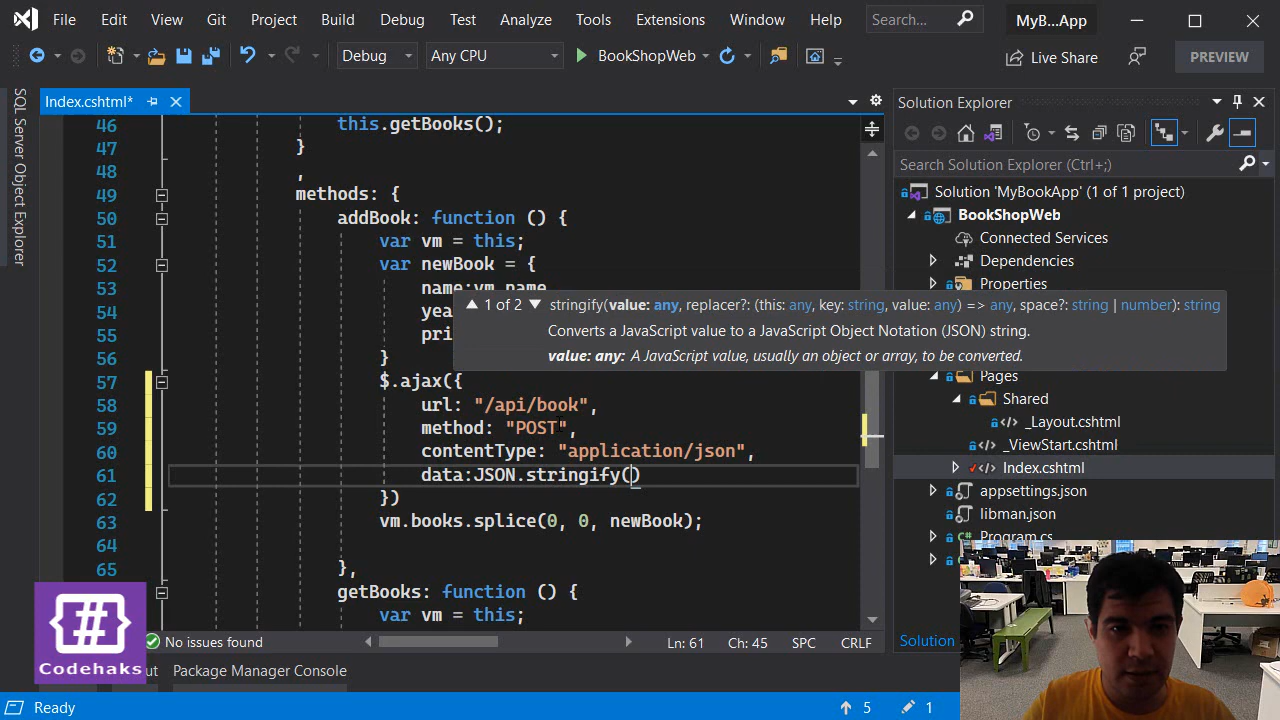 File Edit View Git Project Build Debug Test Analyze Tools Extensions Window Help Search... MyB...App
Debug Any CPU BookShopWeb Live Share PREVIEW
SQL Server Object Explorer
Index.cshtml*
46 this.getBooks();
47 }
48 ,
49 methods: {
50 addBook: function () {
51 var vm = this;
52 var newBook = {
53 name:vm.name
54 yea
55 pri
56 }
57 $.ajax({
58 url: "/api/book",
59 method: "POST",
60 contentType: "application/json",
61 data:JSON.stringify()
62 })
63 vm.books.splice(0, 0, newBook);
64
65 },
66 getBooks: function () {
67 var vm = this;
1 of 2 stringify(value: any, replacer?: (this: any, key: string, value: any) => any, space?: string | number): string
Converts a JavaScript value to a JavaScript Object Notation (JSON) string.
value: any: A JavaScript value, usually an object or array, to be converted.
No issues found Ln: 61 Ch: 45 SPC CRLF
Package Manager Console
Ready 5 1
Solution Explorer
Search Solution Explorer (Ctrl+;)
Solution 'MyBookApp' (1 of 1 project)
BookShopWeb
Connected Services
Dependencies
Properties
Pages
Shared
_Layout.cshtml
_ViewStart.cshtml
Index.cshtml
appsettings.json
libman.json
Program.cs
Solution
{#}
Codehaks